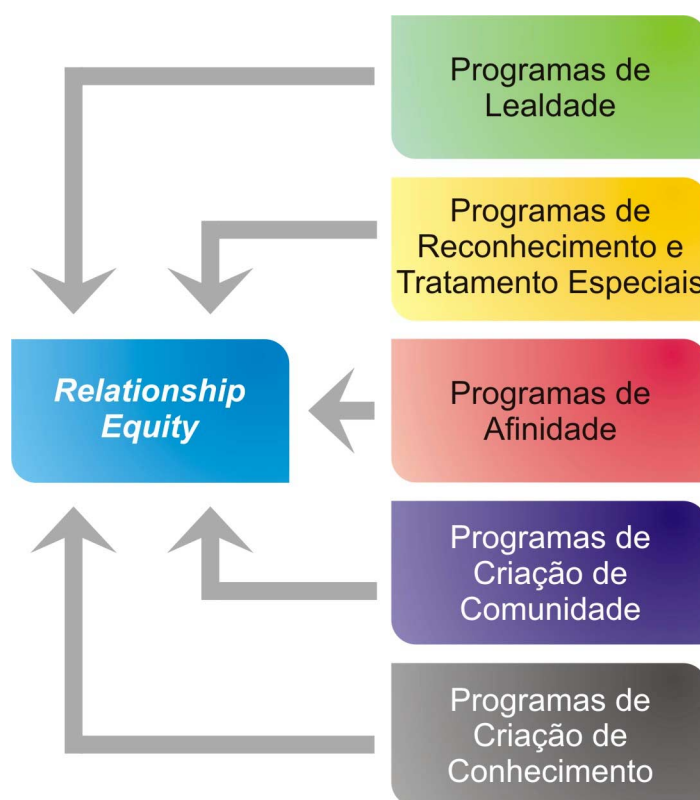 Programas de
Lealdade
Programas de
Reconhecimento e
Tratamento Especiais
Relationship
Equity
Programas de
Afinidade
Programas de
Criação de
Comunidade
Programas de
Criação de
Conhecimento